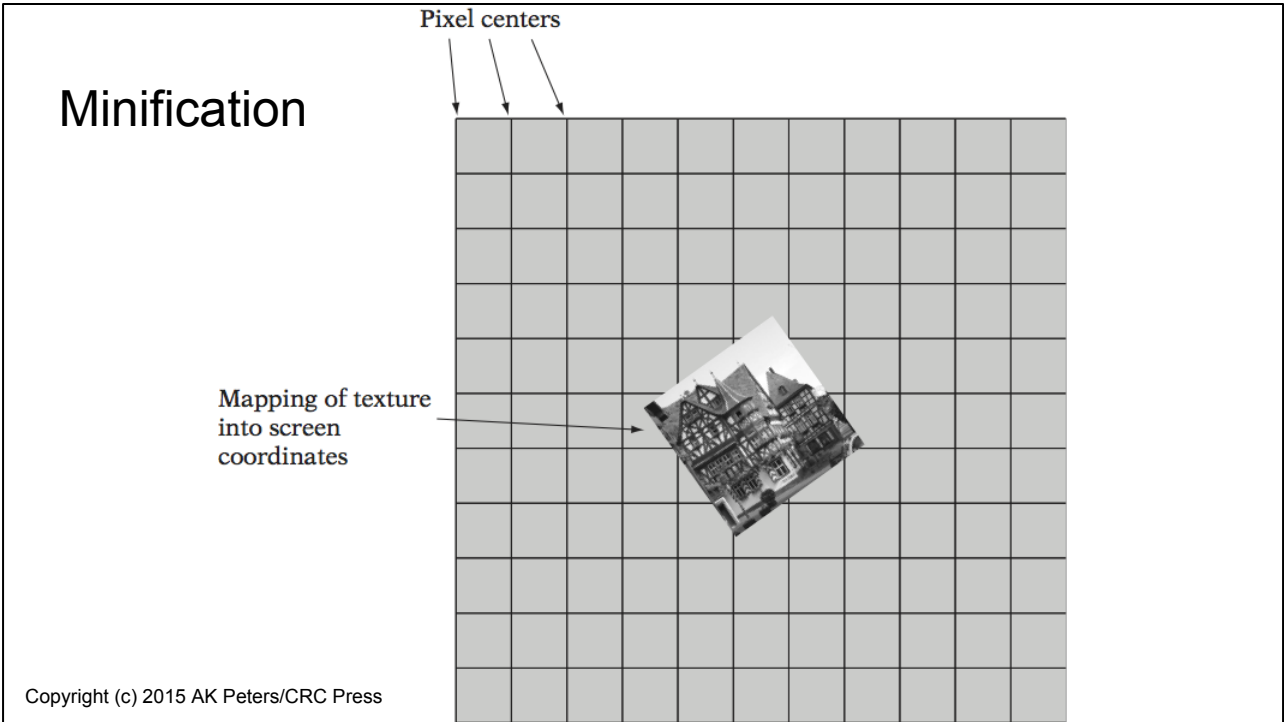 Pixel centers
Minification
Mapping of texture
into screen
coordinates
Copyright (c) 2015 AK Peters/CRC Press